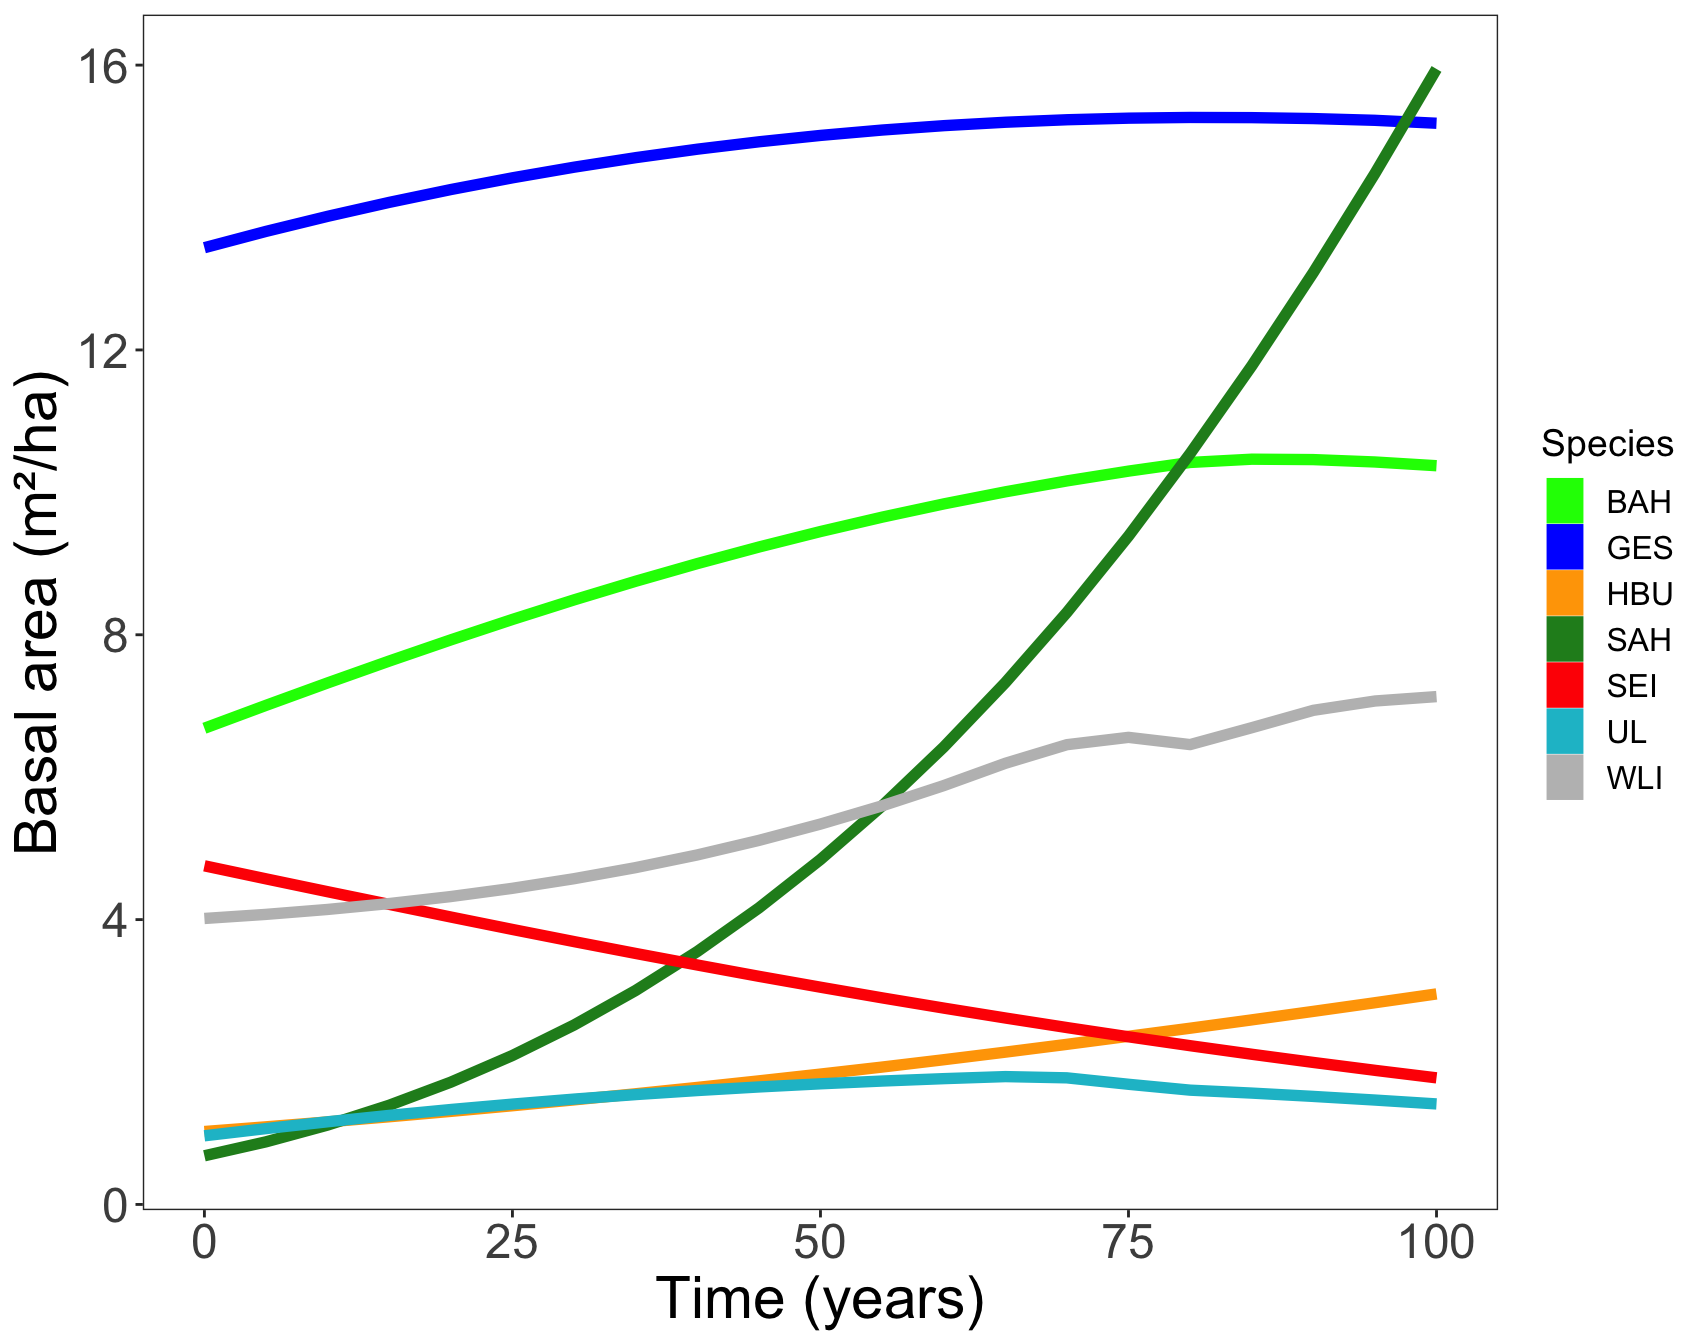 16
12
8
4
0
Basal area (m²/ha)
0 25 50 75 100
Time (years)
Species
BAH
GES
HBU
SAH
SEI
UL
WLI